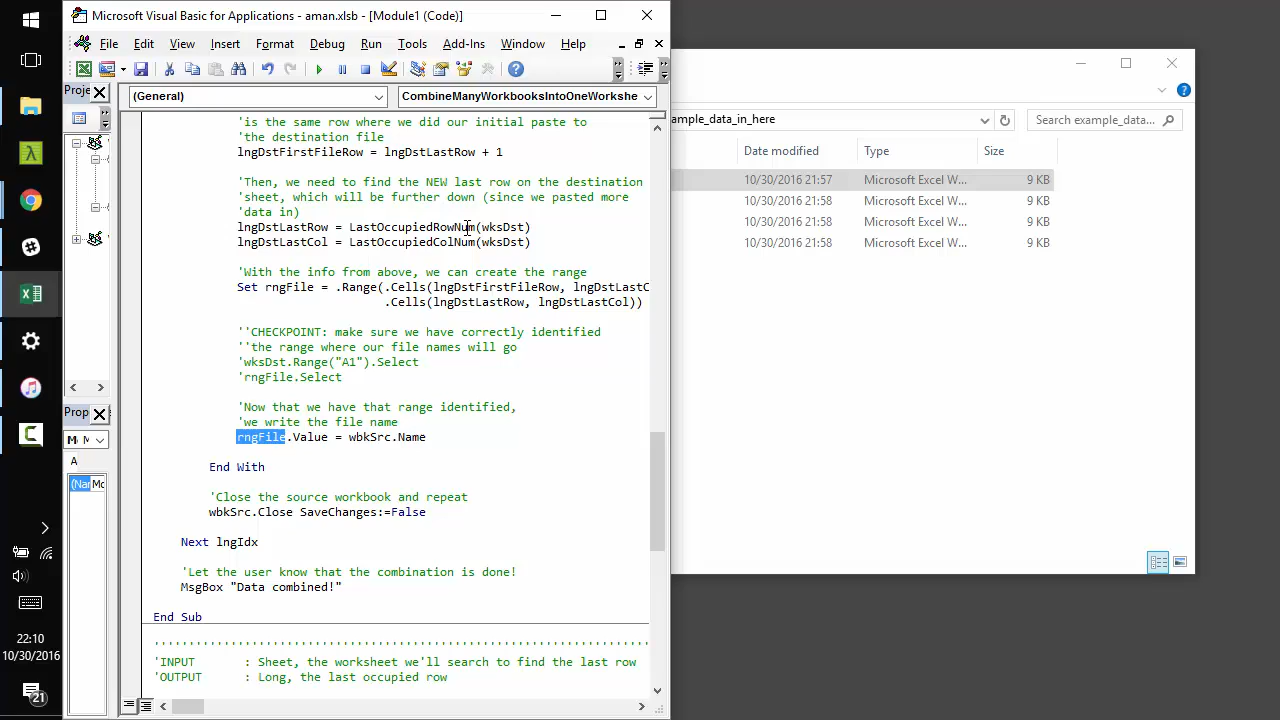 Microsoft Visual Basic for Applications - aman.xlsb - [Module1 (Code)]
File Edit View Insert Format Debug Run Tools Add-Ins Window Help
Proje
(General)
CombineManyWorkbooksIntoOneWorkshe
'is the same row where we did our initial paste to
'the destination file
lngDstFirstFileRow = lngDstLastRow + 1
'Then, we need to find the NEW last row on the destination
'sheet, which will be further down (since we pasted more
'data in)
lngDstLastRow = LastOccupiedRowNum(wksDst)
lngDstLastCol = LastOccupiedColNum(wksDst)
'With the info from above, we can create the range
Set rngFile = .Range(.Cells(lngDstFirstFileRow, lngDstLastC
.Cells(lngDstLastRow, lngDstLastCol))
''CHECKPOINT: make sure we have correctly identified
''the range where our file names will go
'wksDst.Range("A1").Select
'rngFile.Select
'Now that we have that range identified,
'we write the file name
rngFile.Value = wbkSrc.Name
End With
'Close the source workbook and repeat
wbkSrc.Close SaveChanges:=False
Next lngIdx
'Let the user know that the combination is done!
MsgBox "Data combined!"
End Sub
''''''''''''''''''''''''''''''''''''''''''''''''''''''''''''''''''''''
'INPUT : Sheet, the worksheet we'll search to find the last row
'OUTPUT : Long, the last occupied row
Prop
A
(Nar Mc
ample_data_in_here
Search example_data...
Date modified Type Size
10/30/2016 21:57 Microsoft Excel W... 9 KB
10/30/2016 21:58 Microsoft Excel W... 9 KB
10/30/2016 21:58 Microsoft Excel W... 9 KB
10/30/2016 21:58 Microsoft Excel W... 9 KB
22:10
10/30/2016
21